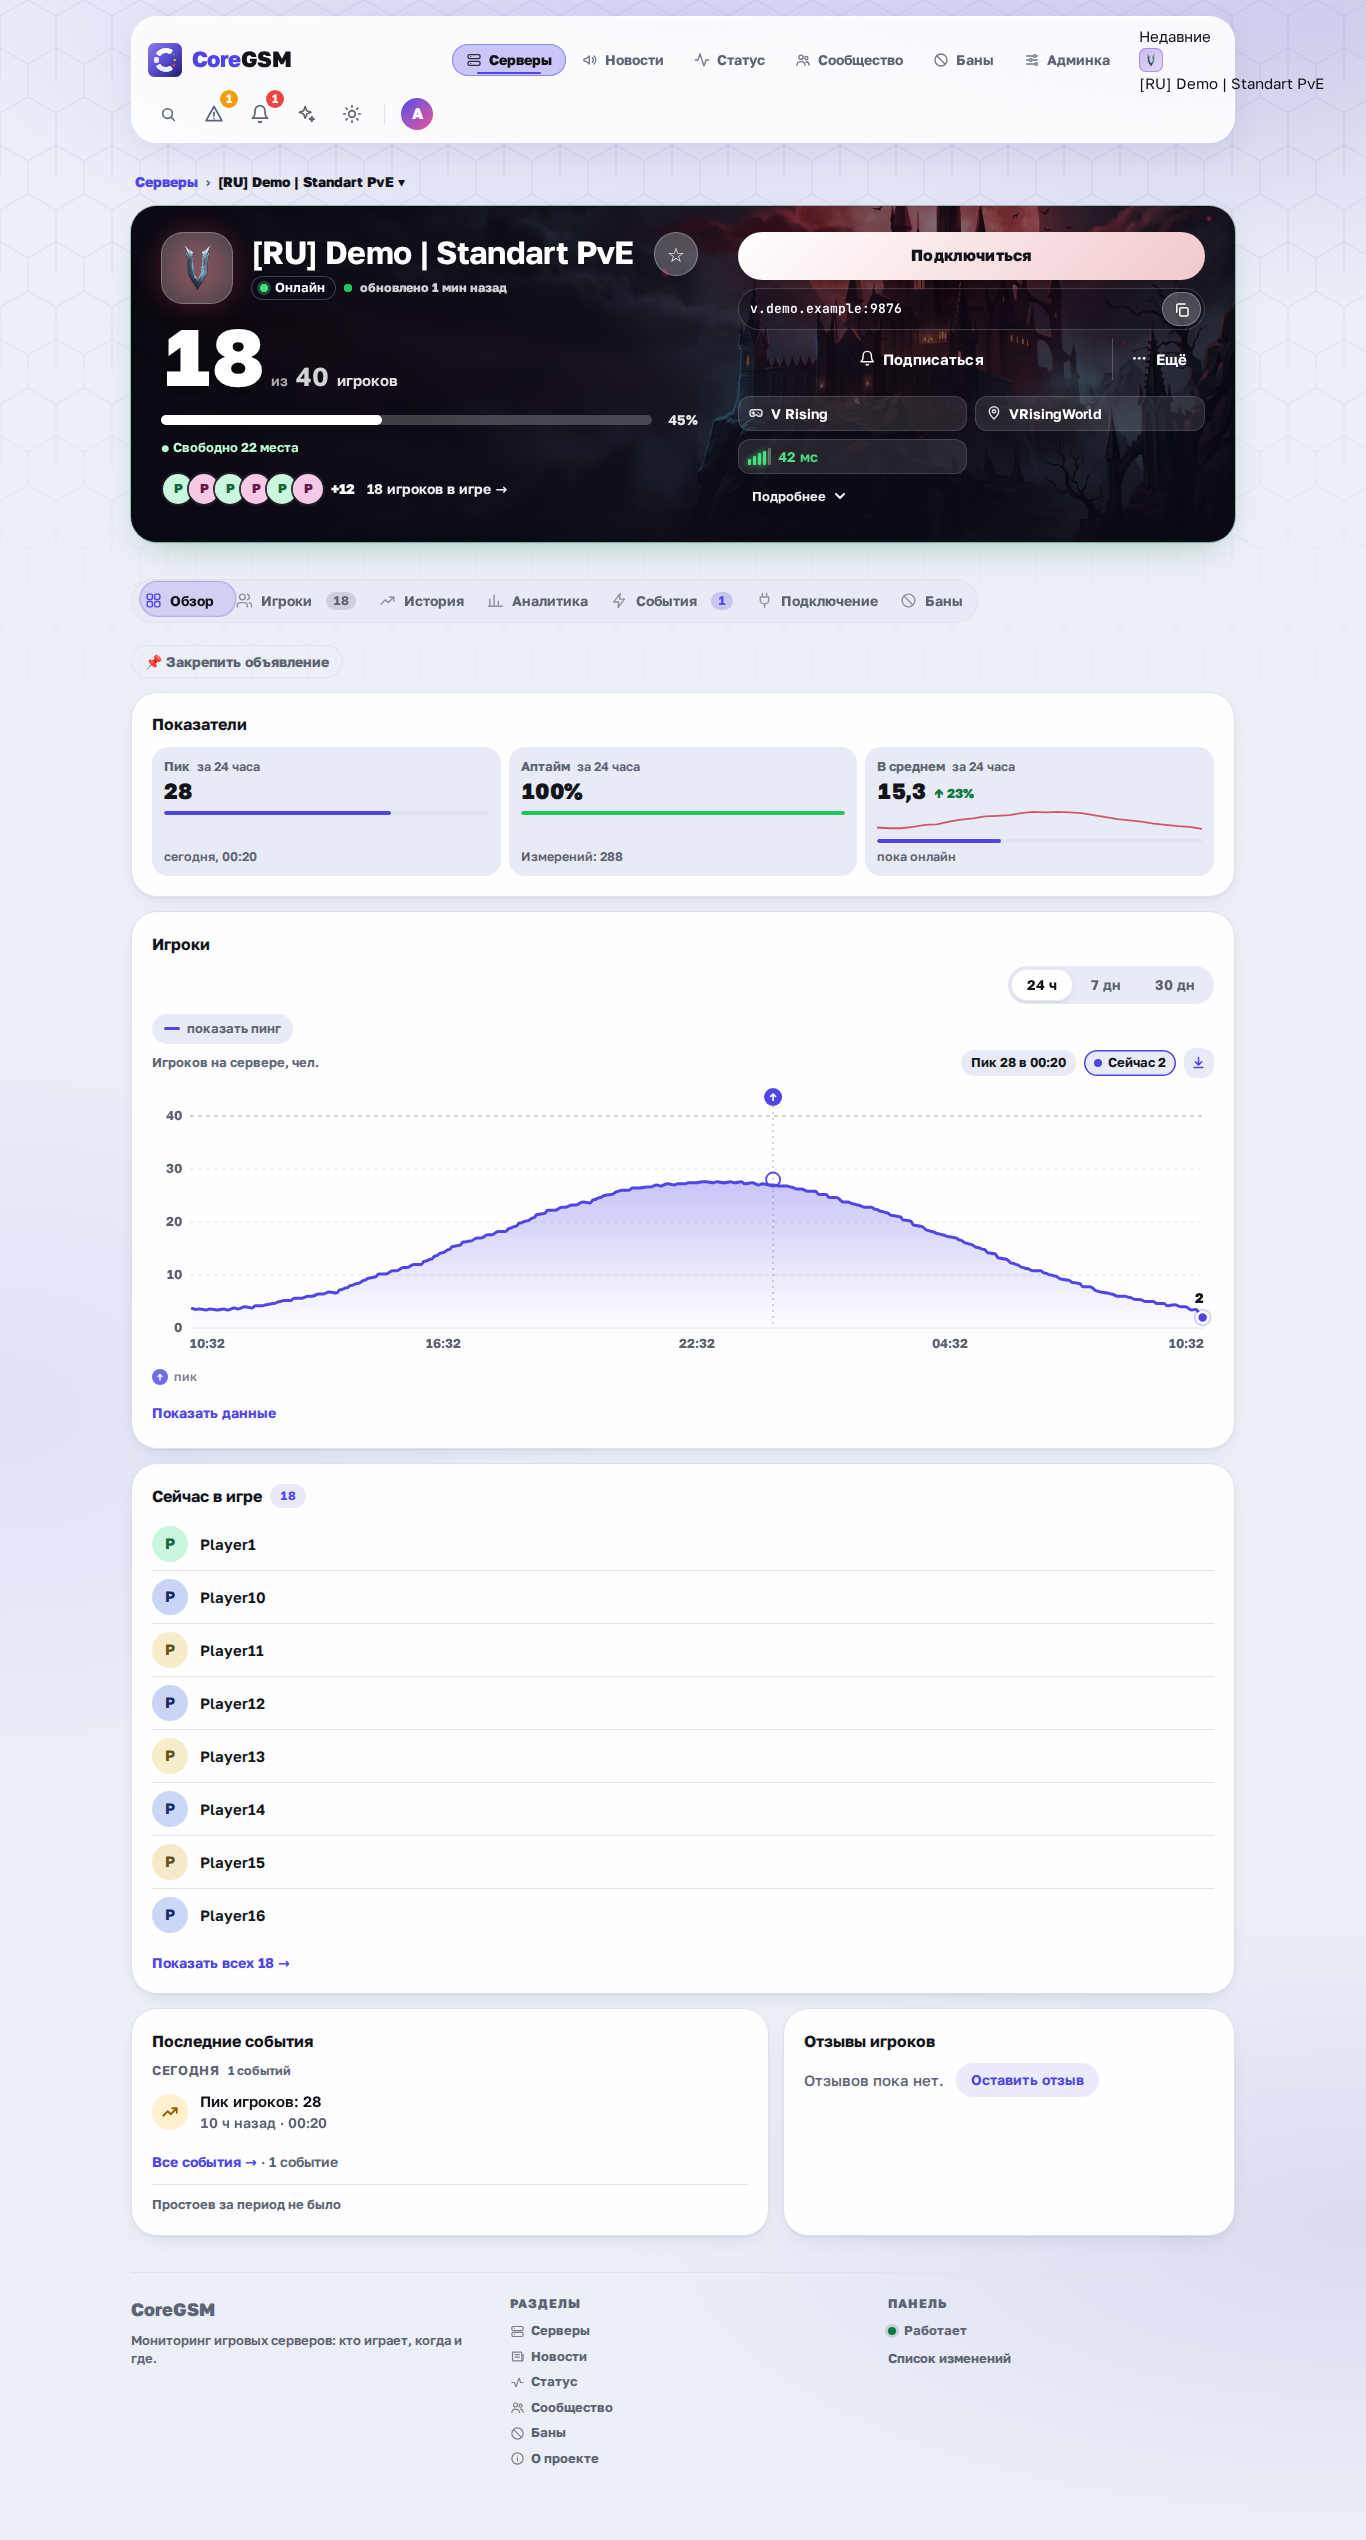 CoreGSM
Серверы
Новости
Статус
Сообщество
Баны
Админка
Недавние
[RU] Demo | Standart PvE
1
1
A
Серверы › [RU] Demo | Standart PvE ▾
[RU] Demo | Standart PvE
☆
Онлайн
обновлено 1 мин назад
18 из 40 игроков
45%
Свободно 22 места
P P P P P P +12 18 игроков в игре →
Подключиться
v.demo.example:9876
Подписаться
Ещё
V Rising
VRisingWorld
42 мс
Подробнее
Обзор
Игроки 18
История
Аналитика
События 1
Подключение
Баны
📌 Закрепить объявление
Показатели
Пик за 24 часа
28
сегодня, 00:20
Аптайм за 24 часа
100%
Измерений: 288
В среднем за 24 часа
15,3 ↑ 23%
пока онлайн
Игроки
24 ч 7 дн 30 дн
показать пинг
Игроков на сервере, чел.
Пик 28 в 00:20
Сейчас 2
40
30
20
10
0
2
10:32 16:32 22:32 04:32 10:32
пик
Показать данные
Сейчас в игре 18
P Player1
P Player10
P Player11
P Player12
P Player13
P Player14
P Player15
P Player16
Показать всех 18 →
Последние события
СЕГОДНЯ 1 событий
Пик игроков: 28
10 ч назад · 00:20
Все события → · 1 событие
Простоев за период не было
Отзывы игроков
Отзывов пока нет. Оставить отзыв
CoreGSM
Мониторинг игровых серверов: кто играет, когда и
где.
РАЗДЕЛЫ
Серверы
Новости
Статус
Сообщество
Баны
О проекте
ПАНЕЛЬ
Работает
Список изменений